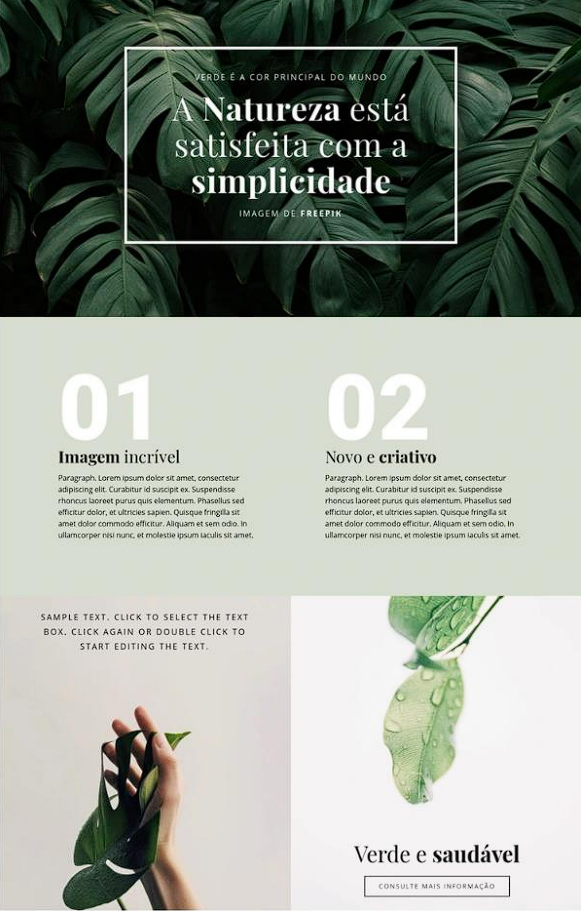 VERDE É A COR PRINCIPAL DO MUNDO
A Natureza está
satisfeita com a
simplicidade
IMAGEM DE FREEPIK
01
Imagem incrível
Paragraph. Lorem ipsum dolor sit amet, consectetur
adipiscing elit. Curabitur id suscipit ex. Suspendisse
rhoncus laoreet purus quis elementum. Phasellus sed
efficitur dolor, et ultricies sapien. Quisque fringilla sit
amet dolor commodo efficitur. Aliquam et sem odio. In
ullamcorper nisi nunc, et molestie ipsum iaculis sit amet.
02
Novo e criativo
Paragraph. Lorem ipsum dolor sit amet, consectetur
adipiscing elit. Curabitur id suscipit ex. Suspendisse
rhoncus laoreet purus quis elementum. Phasellus sed
efficitur dolor, et ultricies sapien. Quisque fringilla sit
amet dolor commodo efficitur. Aliquam et sem odio. In
ullamcorper nisi nunc, et molestie ipsum iaculis sit amet.
SAMPLE TEXT. CLICK TO SELECT THE TEXT
BOX. CLICK AGAIN OR DOUBLE CLICK TO
START EDITING THE TEXT.
Verde e saudável
CONSULTE MAIS INFORMAÇÃO